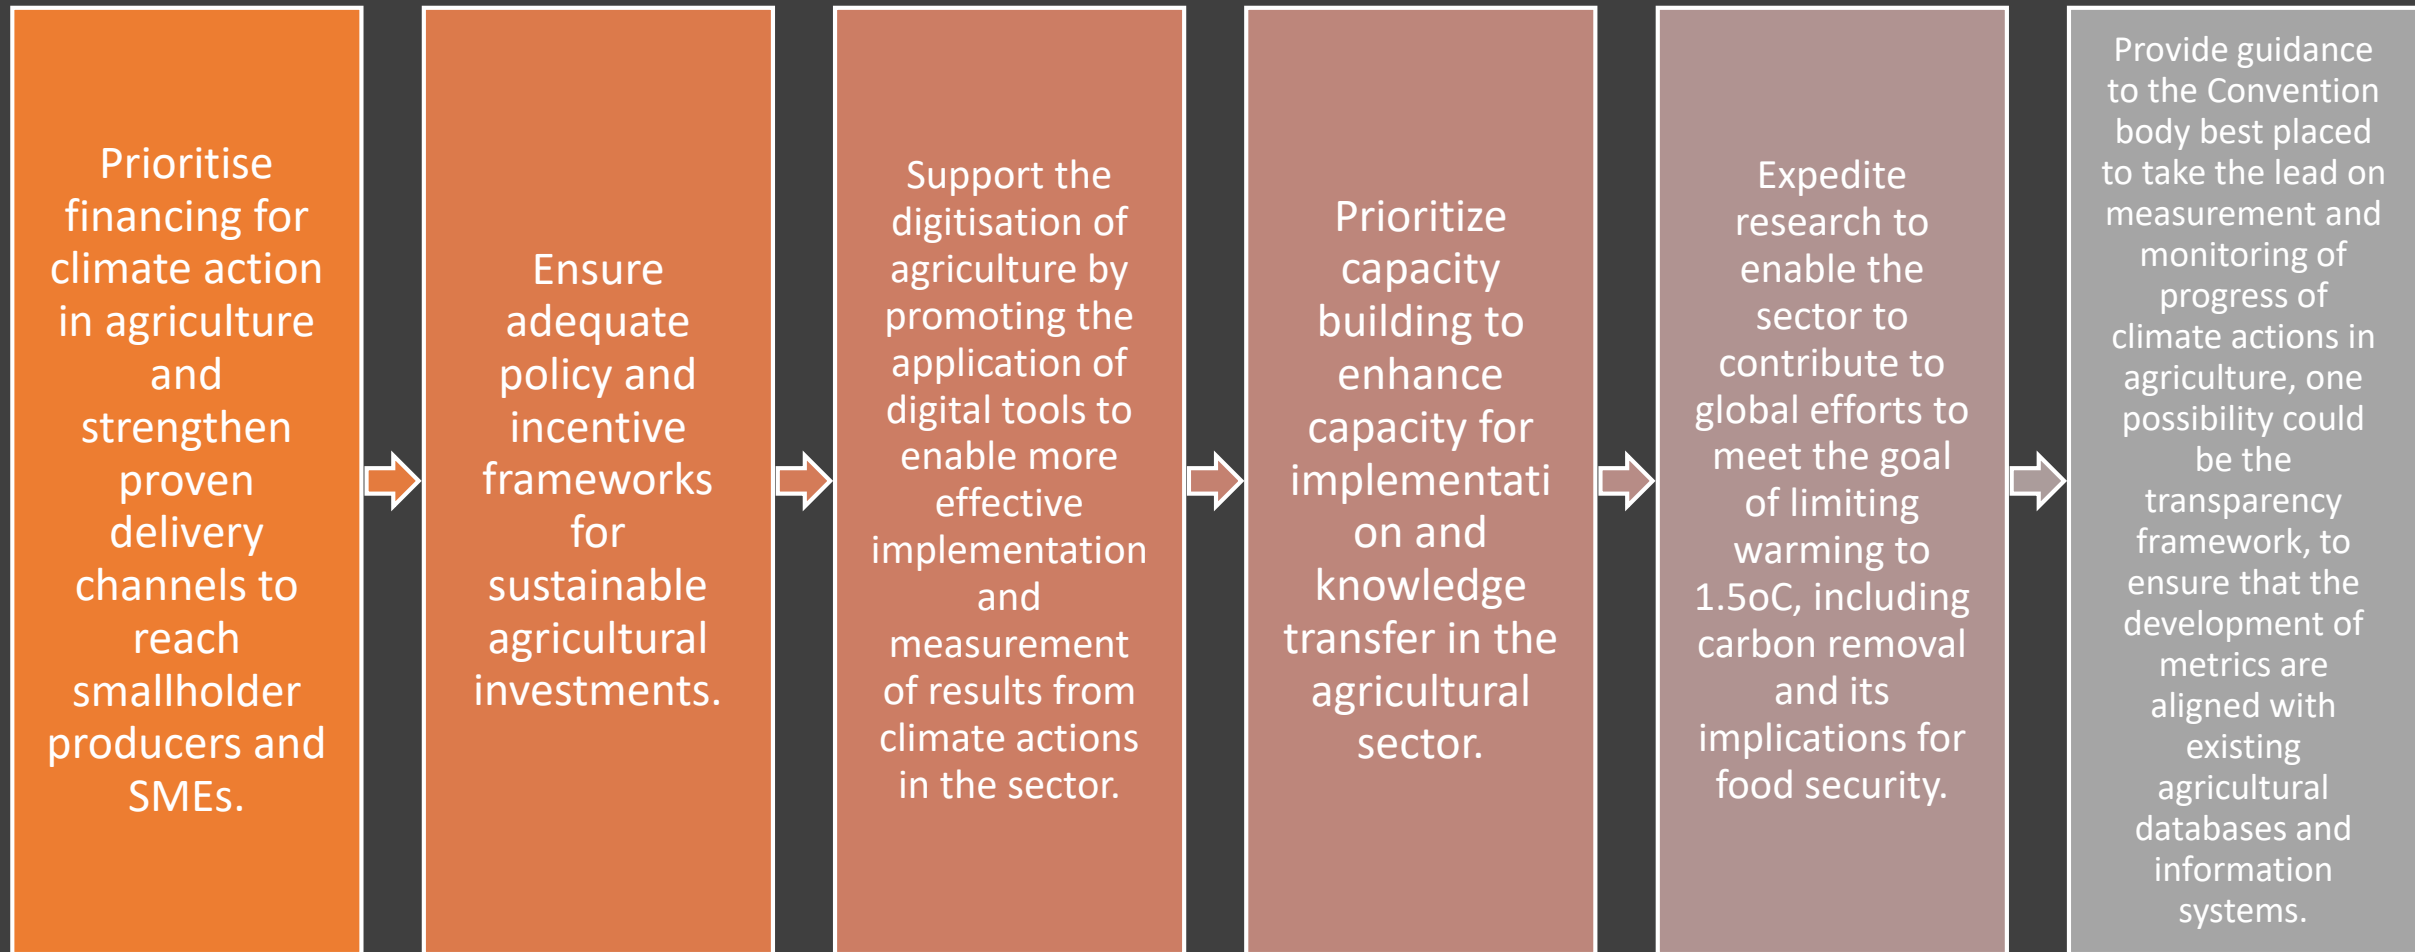 Prioritise
financing for
climate action
in agriculture
and
strengthen
proven
delivery
channels to
reach
smallholder
producers and
SMEs.
Ensure
adequate
policy and
incentive
frameworks
for
sustainable
agricultural
investments.
Support the
digitisation of
agriculture by
promoting the
application of
digital tools to
enable more
effective
implementation
and
measurement
of results from
climate actions
in the sector.
Prioritize
capacity
building to
enhance
capacity for
implementati
on and
knowledge
transfer in the
agricultural
sector.
Expedite
research to
enable the
sector to
contribute to
global efforts to
meet the goal
of limiting
warming to
1.5oC, including
carbon removal
and its
implications for
food security.
Provide guidance
to the Convention
body best placed
to take the lead on
measurement and
monitoring of
progress of
climate actions in
agriculture, one
possibility could
be the
transparency
framework, to
ensure that the
development of
metrics are
aligned with
existing
agricultural
databases and
information
systems.